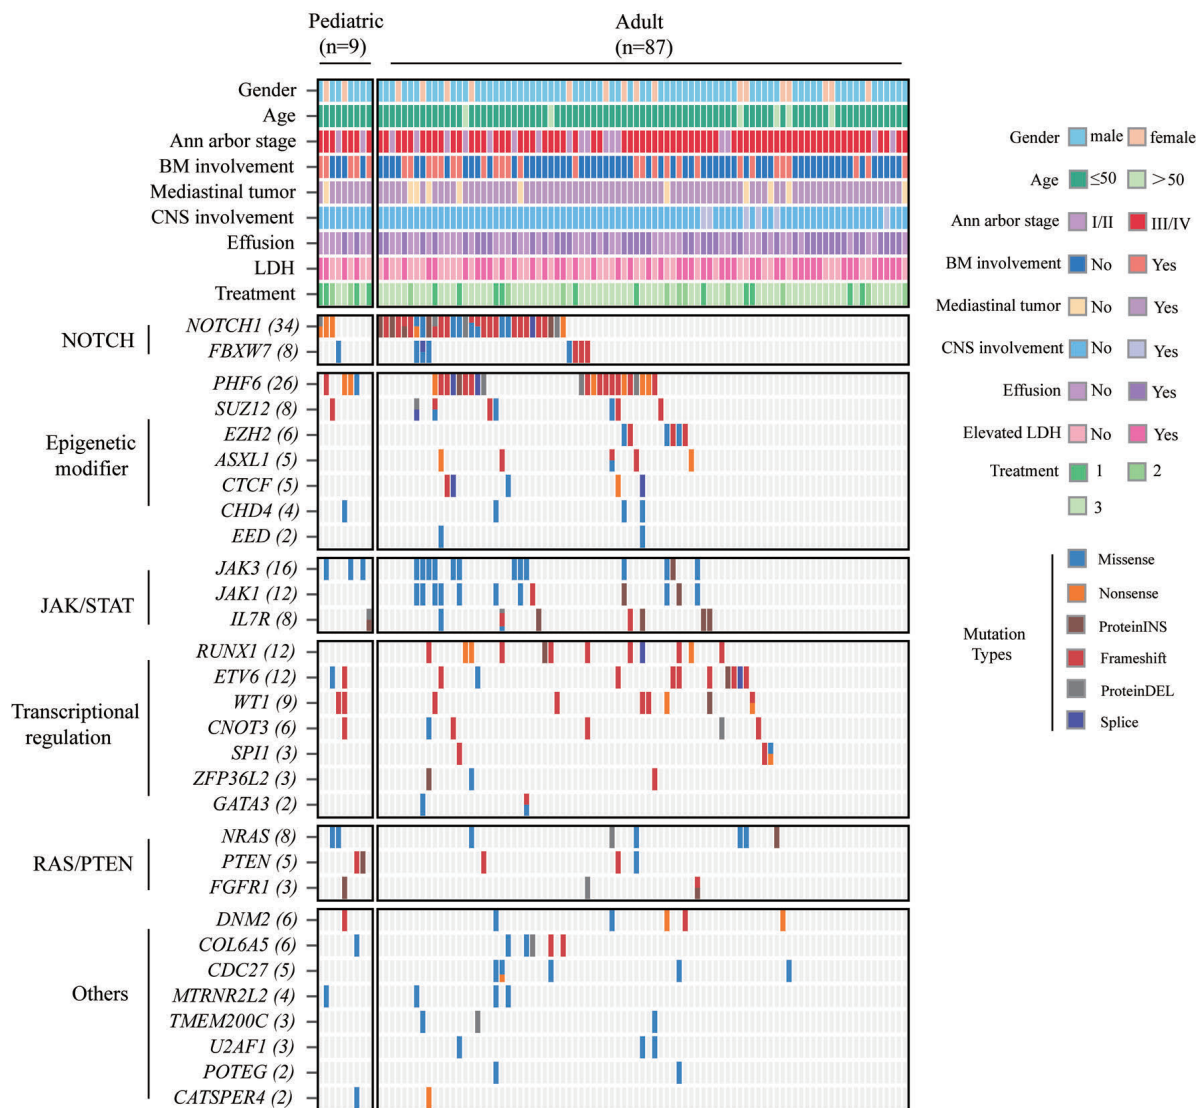 Pediatric
(n=9)
Adult
(n=87)
Gender
Age
Ann arbor stage
BM involvement
Mediastinal tumor
CNS involvement
Effusion
LDH
Treatment
NOTCH
NOTCH1 (34)
FBXW7 (8)
Epigenetic
modifier
PHF6 (26)
SUZ12 (8)
EZH2 (6)
ASXL1 (5)
CTCF (5)
CHD4 (4)
EED (2)
JAK/STAT
JAK3 (16)
JAK1 (12)
IL7R (8)
Transcriptional
regulation
RUNX1 (12)
ETV6 (12)
WT1 (9)
CNOT3 (6)
SPI1 (3)
ZFP36L2 (3)
GATA3 (2)
RAS/PTEN
NRAS (8)
PTEN (5)
FGFR1 (3)
Others
DNM2 (6)
COL6A5 (6)
CDC27 (5)
MTRNR2L2 (4)
TMEM200C (3)
U2AF1 (3)
POTEG (2)
CATSPER4 (2)
Gender male female
Age ≤50 >50
Ann arbor stage I/II III/IV
BM involvement No Yes
Mediastinal tumor No Yes
CNS involvement No Yes
Effusion No Yes
Elevated LDH No Yes
Treatment 1 2
3
Mutation
Types
Missense
Nonsense
ProteinINS
Frameshift
ProteinDEL
Splice